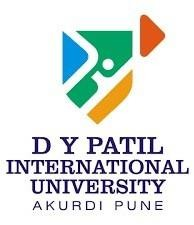 D Y PATIL
INTERNATIONAL
UNIVERSITY
AKURDI PUNE